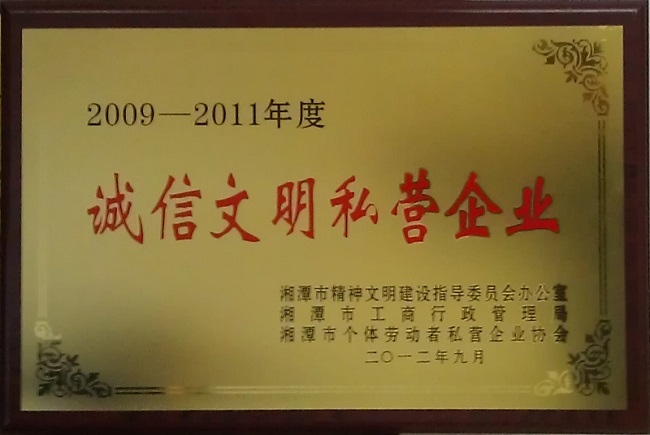 2009—2011年度
诚信文明私营企业
湘潭市精神文明建设指导委员会办公室
湘潭市工商行政管理局
湘潭市个体劳动者私营企业协会
二〇一二年九月